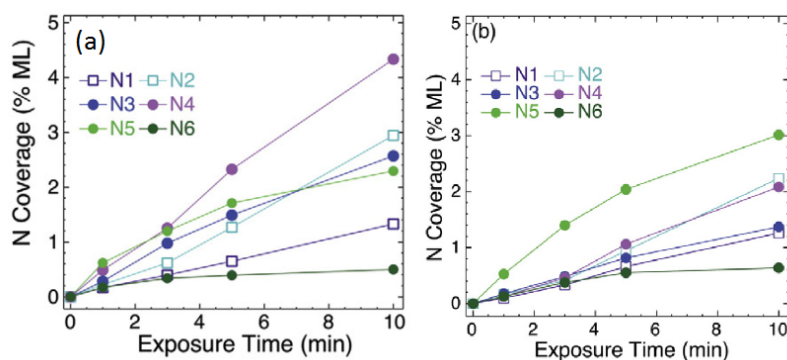 (a)
N Coverage (% ML)
5
4
3
2
1
0
N1 N2
N3 N4
N5 N6
0 2 4 6 8 10
Exposure Time (min)
(b)
N Coverage (% ML)
5
4
3
2
1
0
N1 N2
N3 N4
N5 N6
0 2 4 6 8 10
Exposure Time (min)